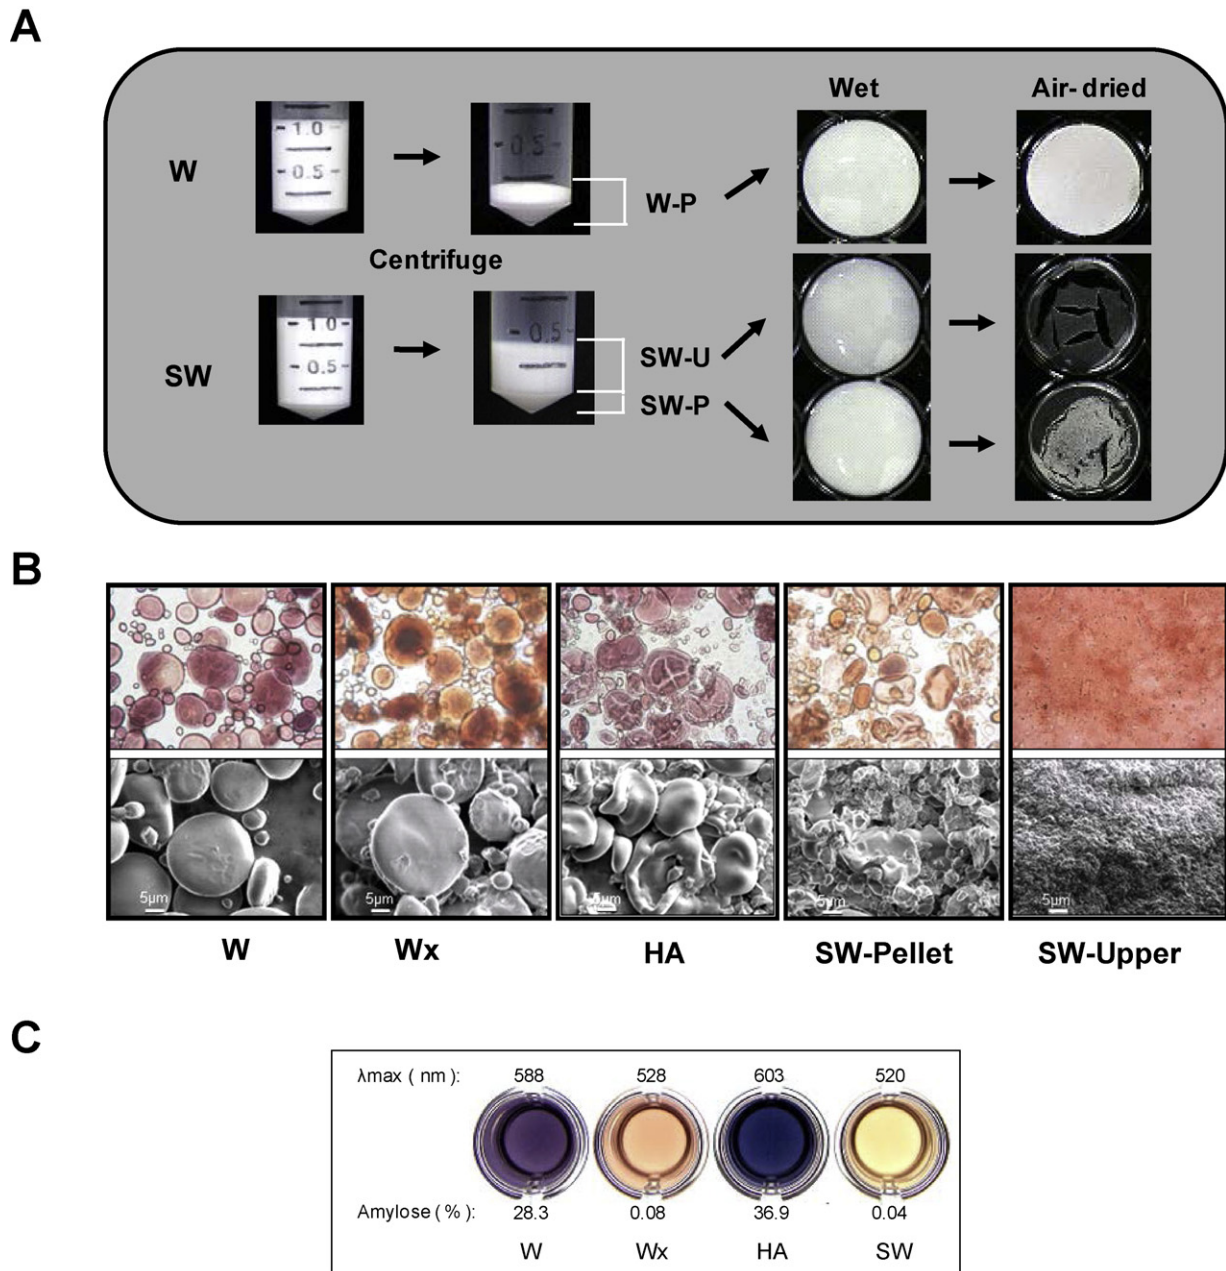 A
Wet Air- dried
W
1.0
0.5
0.5
W-P
Centrifuge
SW
1.0
0.5
0.5
SW-U
SW-P
B
5µm 5µm 5µm 5µm 5µm
W Wx HA SW-Pellet SW-Upper
C
λmax ( nm): 588 528 603 520
Amylose ( % ): 28.3 0.08 36.9 0.04
W Wx HA SW